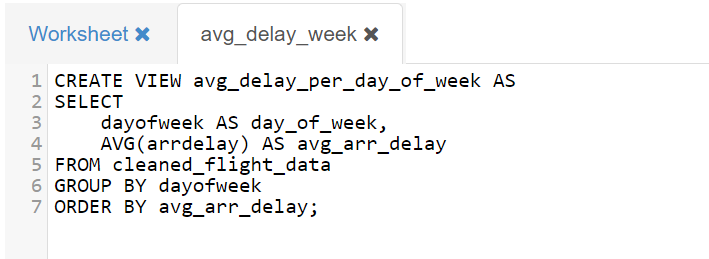 Worksheet ✖ avg_delay_week ✖
1 CREATE VIEW avg_delay_per_day_of_week AS
2 SELECT
3     dayofweek AS day_of_week,
4     AVG(arrdelay) AS avg_arr_delay
5 FROM cleaned_flight_data
6 GROUP BY dayofweek
7 ORDER BY avg_arr_delay;